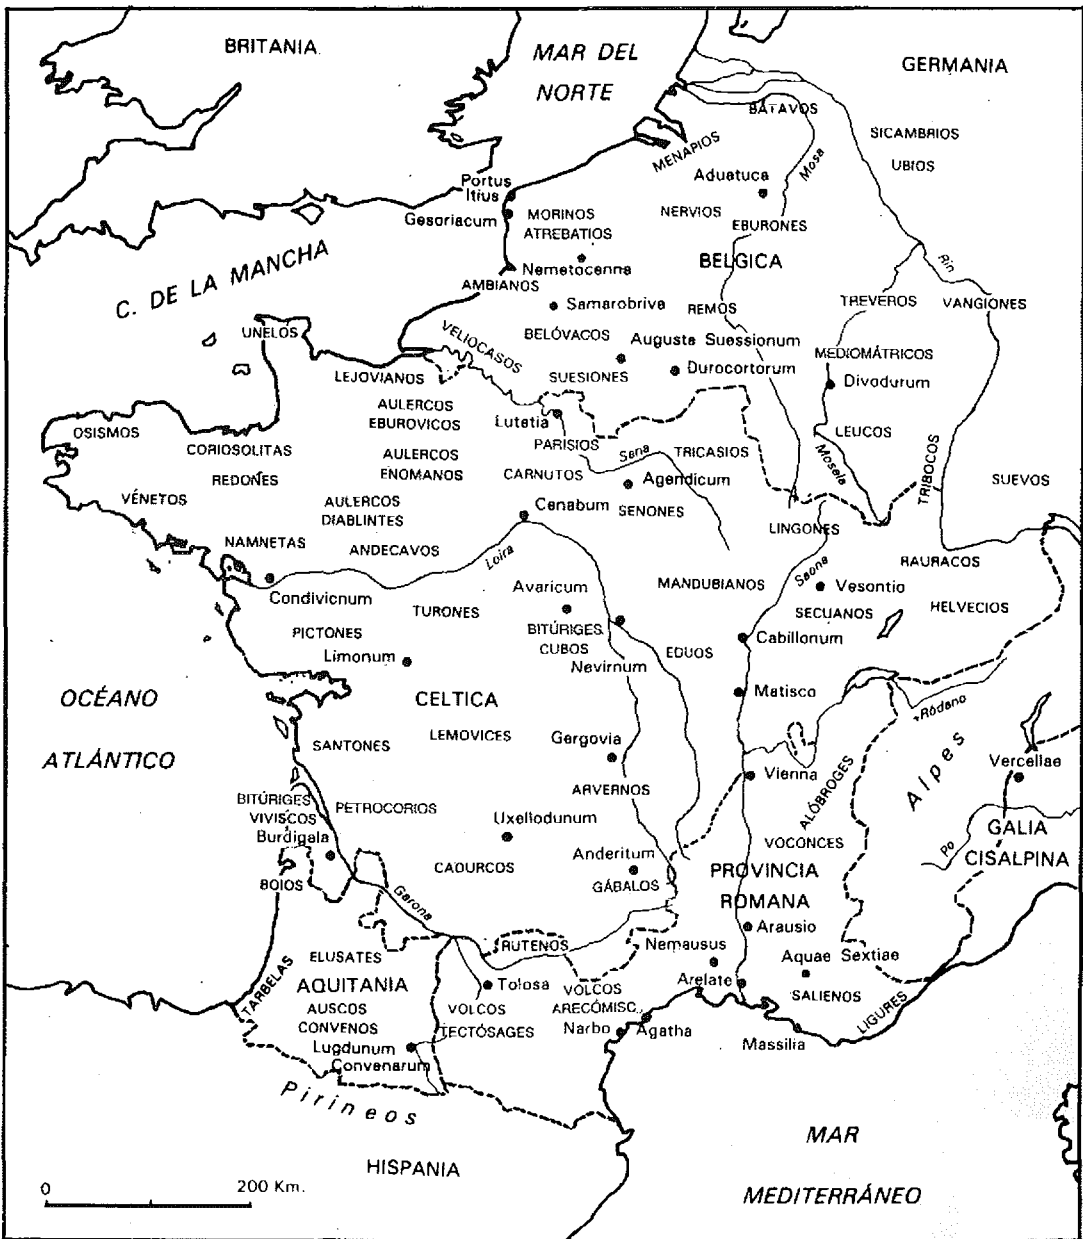 BRITANIA
MAR DEL
NORTE
GERMANIA
BÁTAVOS
SICAMBRIOS
UBIOS
MENAPIOS
Mosa
Portus
Itius
Aduatuca
Gesoriacum
MORINOS
NERVIOS
ATREBATIOS
EBURONES
C. DE LA MANCHA
Nemetocenna
BELGICA
Rin
AMBIANOS
Samarobriva
REMOS
TREVEROS
VANGIONES
UNELOS
VELIOCASOS
BELÓVACOS
Augusta Suessionum
MEDIOMÁTRICOS
LEJOVIANOS
SUESIONES
Durocortorum
Divodurum
AULERCOS
EBUROVICOS
Lutetia
OSISMOS
PARISIOS
LEUCOS
CORIOSOLITAS
AULERCOS
ENOMANOS
Sena
TRICASIOS
Mosela
TRIBOCOS
REDONES
CARNUTOS
Agendicum
SUEVOS
VÉNETOS
AULERCOS
DIABLINTES
Cenabum
SENONES
LINGONES
NAMNETAS
ANDECAVOS
Loira
RAURACOS
Condivicnum
Avaricum
MANDUBIANOS
Saona
Vesontio
TURONES
SECUANOS
HELVECIOS
PICTONES
BITÚRIGES
CUBOS
Cabillonum
Limonum
Nevirnum
EDUOS
OCÉANO
ATLÁNTICO
CELTICA
Matisco
Ródano
SANTONES
LEMOVICES
Gergovia
Alpes
Vercellae
Vienna
BITÚRIGES
VIVISCOS
PETROCORIOS
ARVERNOS
ALÓBROGES
Burdigala
Uxellodunum
VOCONCES
GALIA
CISALPINA
Po
Anderitum
CADURCOS
GÁBALOS
PROVINCIA
ROMANA
BOIOS
Garona
Arausio
ELUSATES
RUTENOS
Nemausus
Aquae Sextiae
TARBELAS
AQUITANIA
Tolosa
VOLCOS
ARECÓMISC.
Arelate
SALIENOS
LIGURES
AUSCOS
CONVENOS
VOLCOS
TECTÓSAGES
Narbo
Agatha
Massilia
Lugdunum
Convenarum
Pirineos
MAR
MEDITERRÁNEO
HISPANIA
0
200 Km.